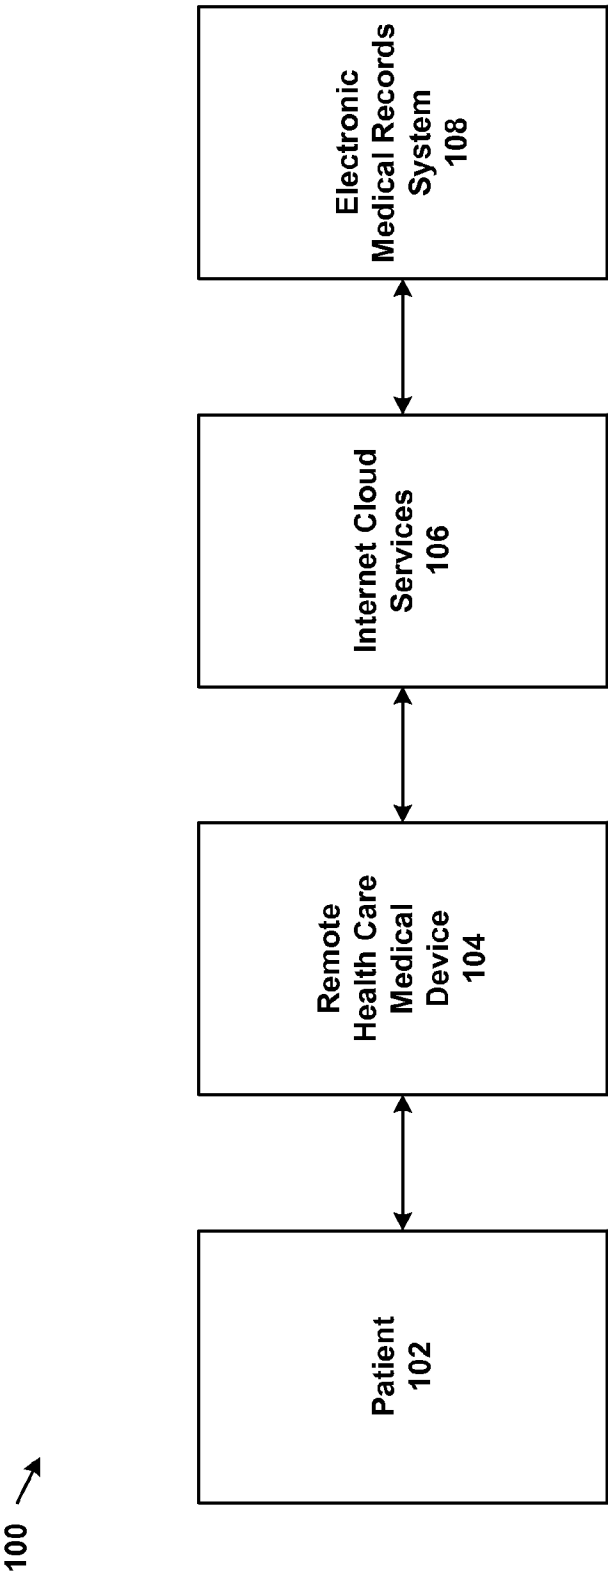 100
Patient
102
Remote
Health Care
Medical
Device
104
Internet Cloud
Services
106
Electronic
Medical Records
System
108